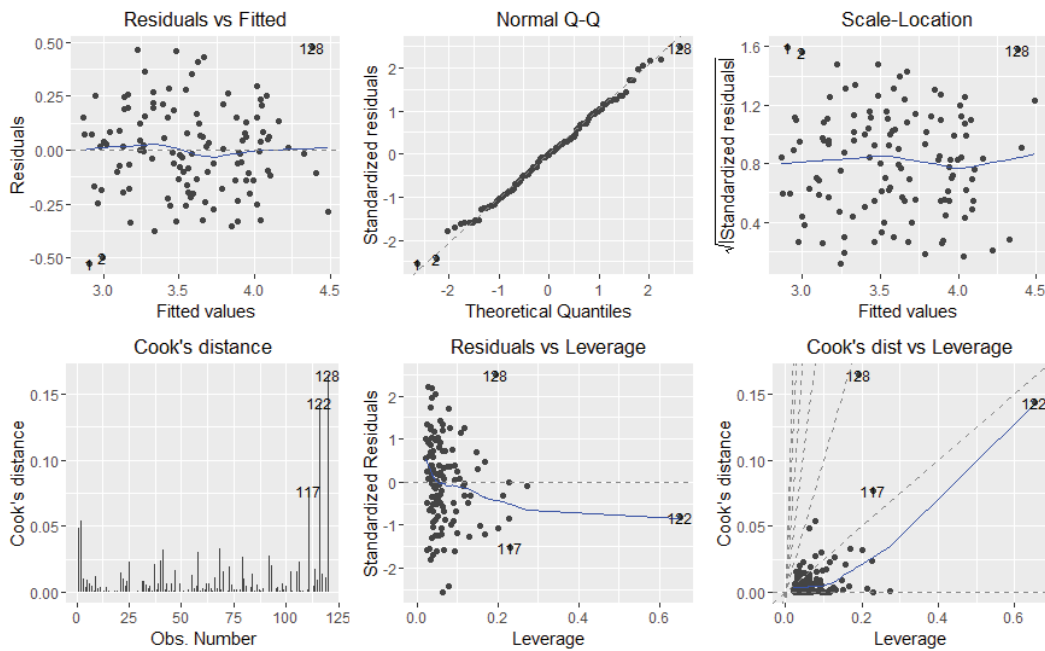 Residuals vs Fitted
Normal Q-Q
Scale-Location
Residuals
0.50
0.25
0.00
-0.25
-0.50
128
1
2
3.0 3.5 4.0 4.5
Fitted values
Standardized residuals
2
1
0
-1
-2
128
1
2
-2 -1 0 1 2
Theoretical Quantiles
√|Standardized residuals|
1.6
1.2
0.8
0.4
1
2
128
3.0 3.5 4.0 4.5
Fitted values
Cook's distance
Residuals vs Leverage
Cook's dist vs Leverage
Cook's distance
0.15
0.10
0.05
0.00
128
122
117
0 25 50 75 100 125
Obs. Number
Standardized Residuals
2
1
0
-1
-2
128
122
117
0.0 0.2 0.4 0.6
Leverage
Cook's distance
0.15
0.10
0.05
0.00
128
122
117
0.0 0.2 0.4 0.6
Leverage